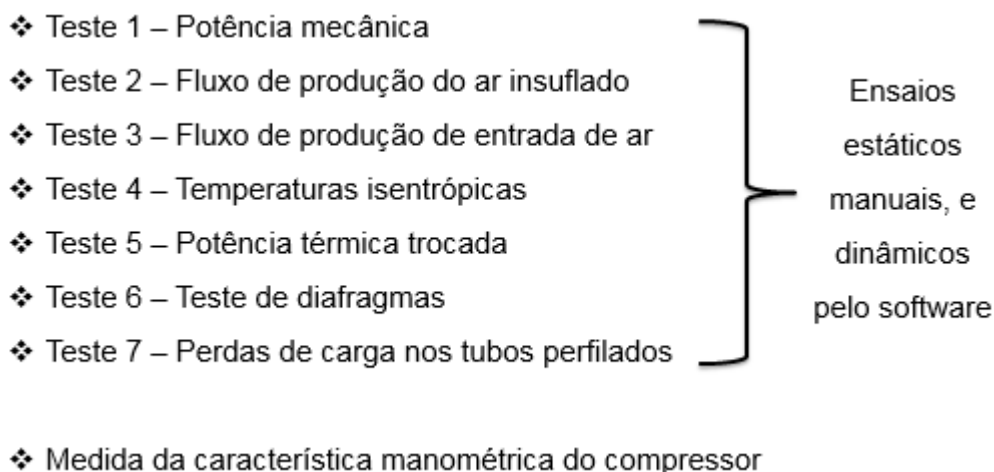 ❖ Teste 1 – Potência mecânica
❖ Teste 2 – Fluxo de produção do ar insuflado
❖ Teste 3 – Fluxo de produção de entrada de ar
❖ Teste 4 – Temperaturas isentrópicas
❖ Teste 5 – Potência térmica trocada
❖ Teste 6 – Teste de diafragmas
❖ Teste 7 – Perdas de carga nos tubos perfilados
Ensaios
estáticos
manuais, e
dinâmicos
pelo software
❖ Medida da característica manométrica do compressor